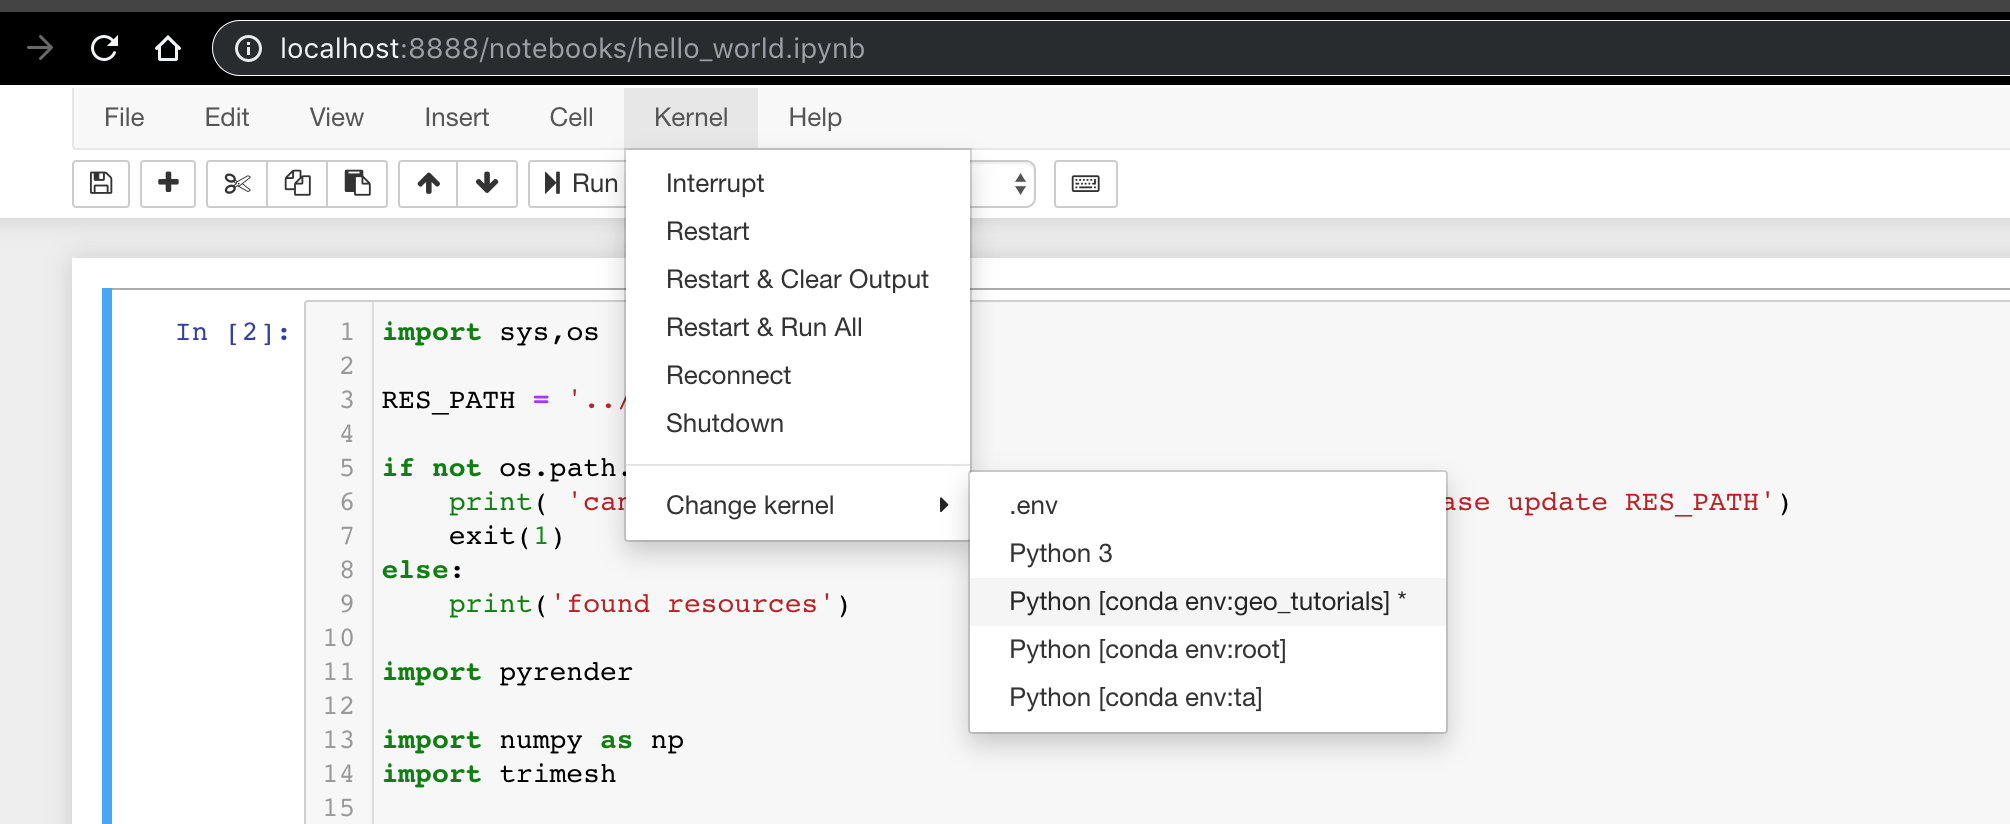 localhost:8888/notebooks/hello_world.ipynb
File Edit View Insert Cell Kernel Help
Run
Interrupt
Restart
Restart & Clear Output
Restart & Run All
Reconnect
Shutdown
Change kernel
.env
Python 3
Python [conda env:geo_tutorials] *
Python [conda env:root]
Python [conda env:ta]
In [2]:
1 import sys,os
2
3 RES_PATH = '../
4
5 if not os.path.
6 print( 'can ase update RES_PATH')
7 exit(1)
8 else:
9 print('found resources')
10
11 import pyrender
12
13 import numpy as np
14 import trimesh
15